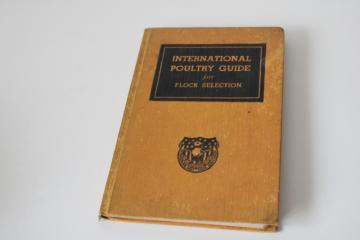 INTERNATIONAL
POULTRY GUIDE
for
FLOCK SELECTION